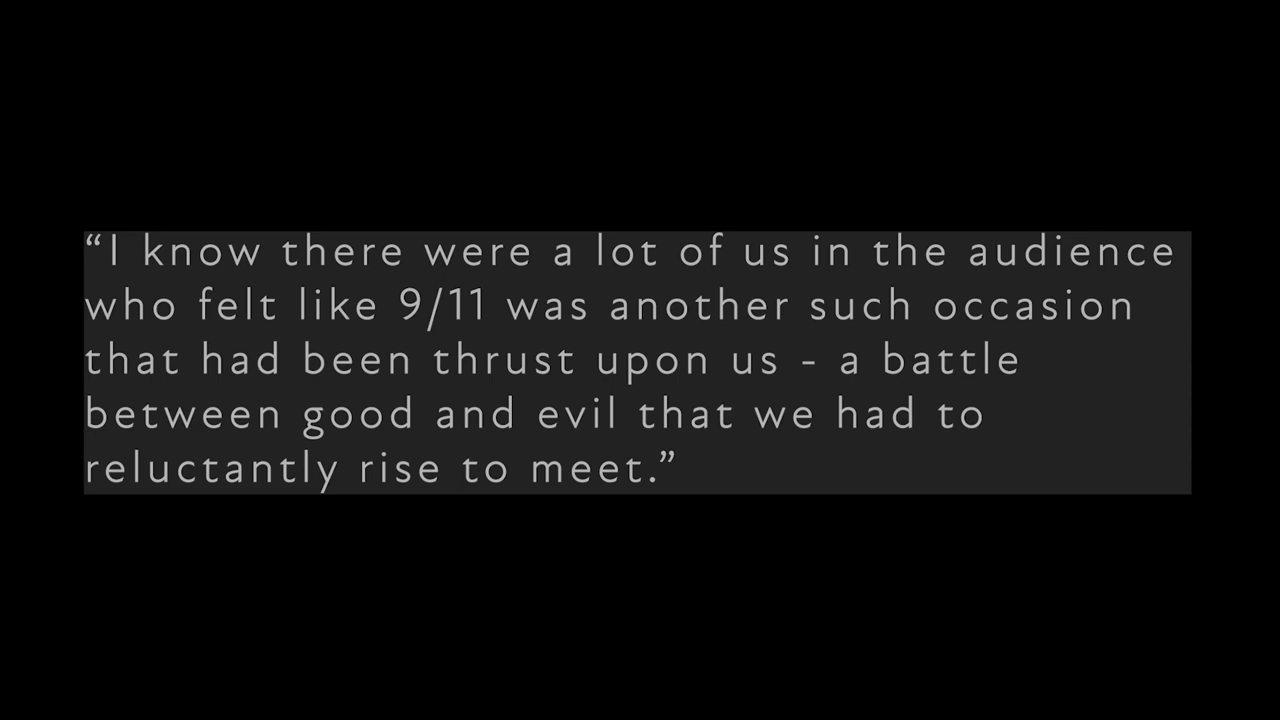 “I know there were a lot of us in the audience
who felt like 9/11 was another such occasion
that had been thrust upon us - a battle
between good and evil that we had to
reluctantly rise to meet.”